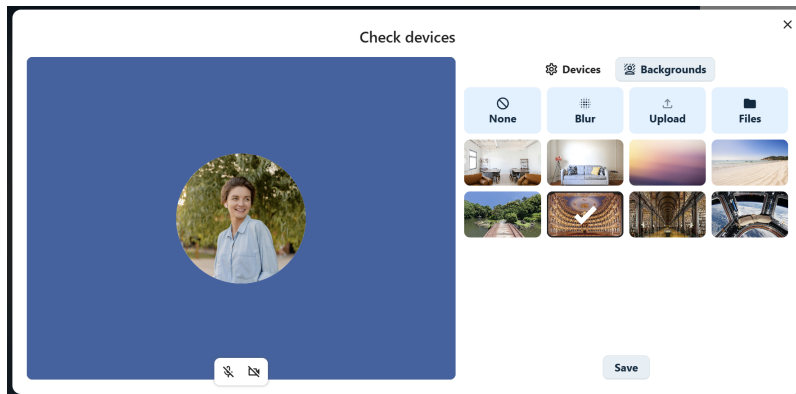 Check devices
Devices
Backgrounds
None
Blur
Upload
Files
Save